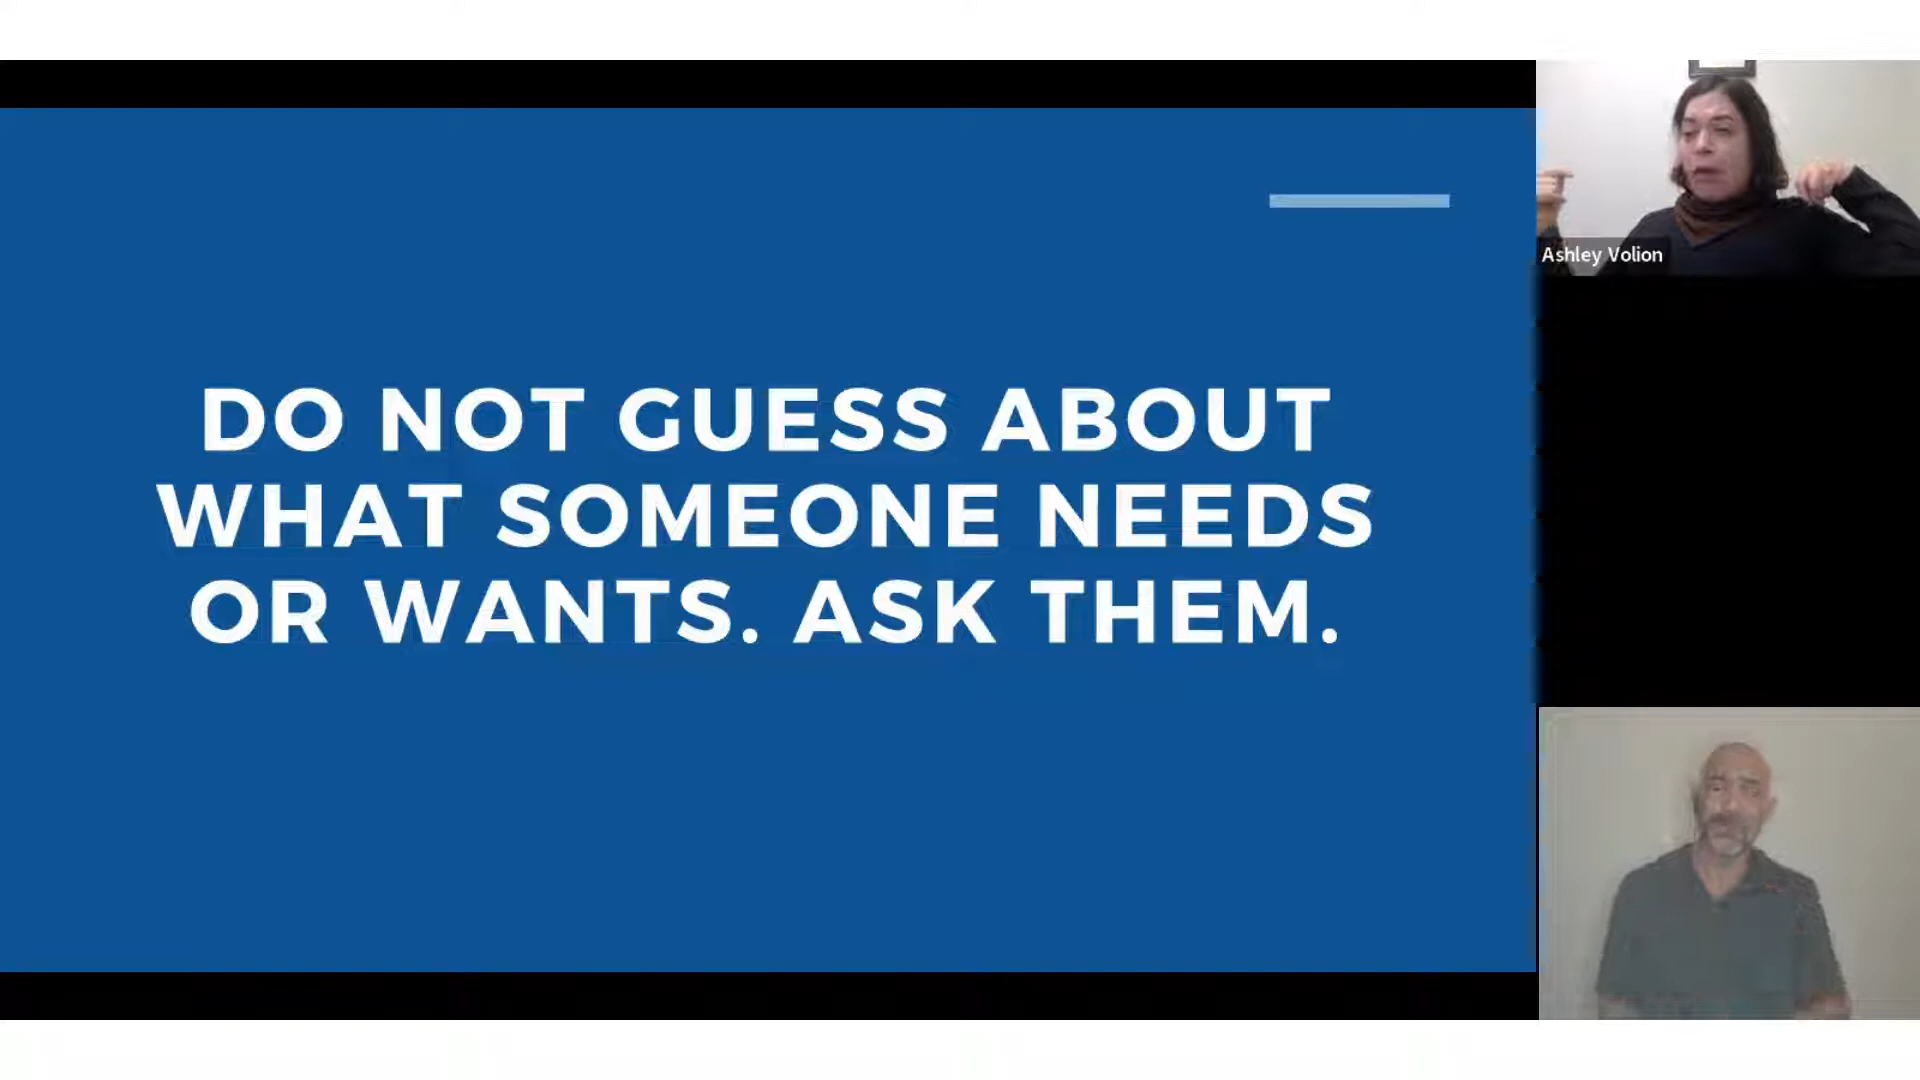 DO NOT GUESS ABOUT
WHAT SOMEONE NEEDS
OR WANTS. ASK THEM.
Ashley Volion